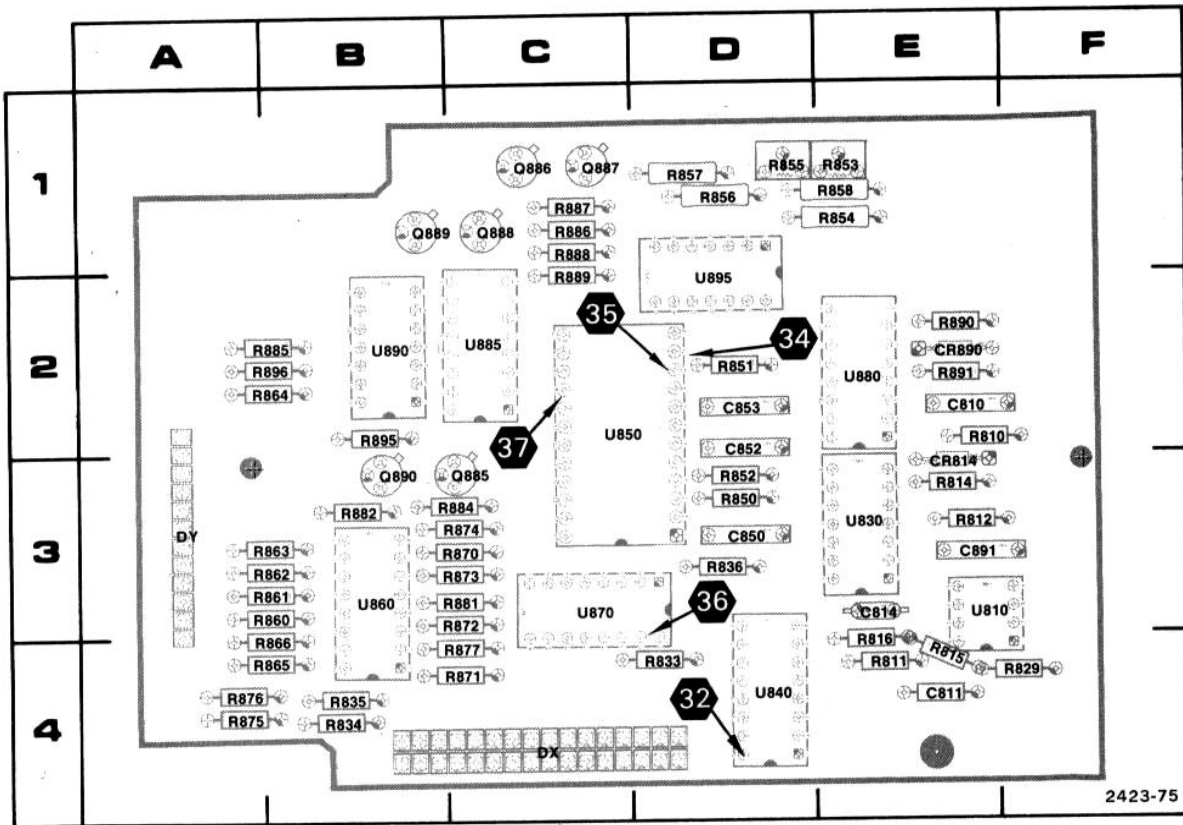 A B C D E F
1
Q886 Q887 R857 R855 R853
R856 R858
R887 R854
Q889 Q888 R886
R888
R889 U895
2
35 34
R885 U890 U885 R851 U880 R890
R896 CR890
R864 R891
C853 C810
37 U850
R895 C852 R810
3
Q890 Q885 R852 CR814
R884 R850 R814
R882 R874 C850 U830 R812
DY
R863 R870 R836 C891
R862 R873
R861 U860 R881 U870 36 C814 U810
R860 R872 R816
R866 R877 R833 R811 R815 R829
R865 R871
4
R876 R835 32 U840 C811
R875 R834
DX
2423-75